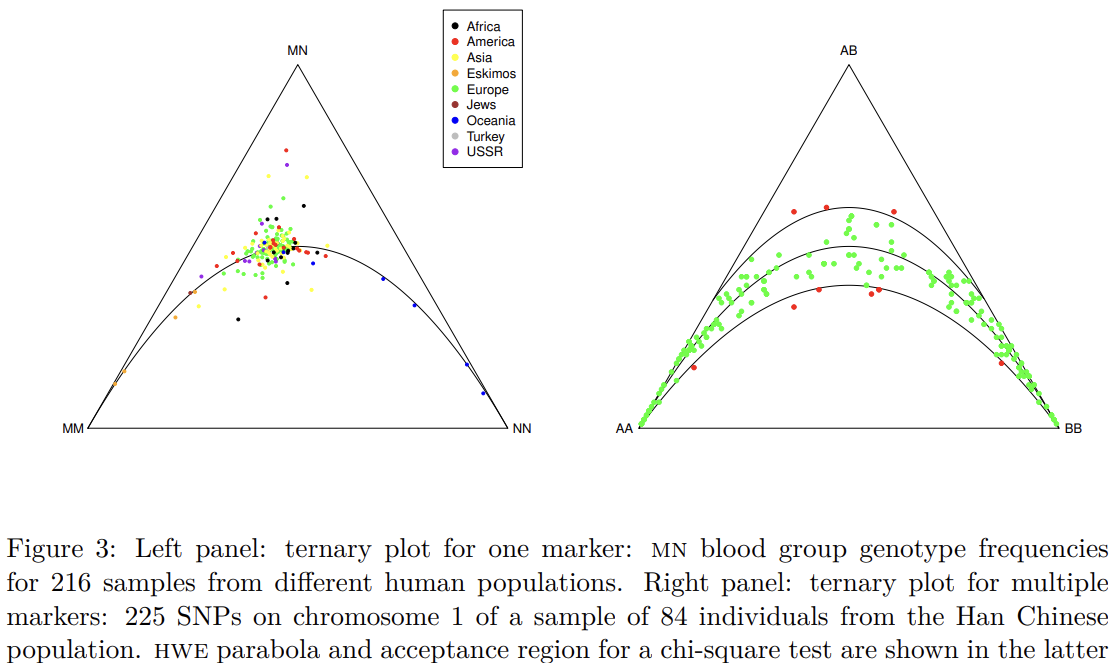 MN
MM
NN
Africa
America
Asia
Eskimos
Europe
Jews
Oceania
Turkey
USSR
AB
AA
BB
Figure 3: Left panel: ternary plot for one marker: MN blood group genotype frequencies
for 216 samples from different human populations. Right panel: ternary plot for multiple
markers: 225 SNPs on chromosome 1 of a sample of 84 individuals from the Han Chinese
population. HWE parabola and acceptance region for a chi-square test are shown in the latter